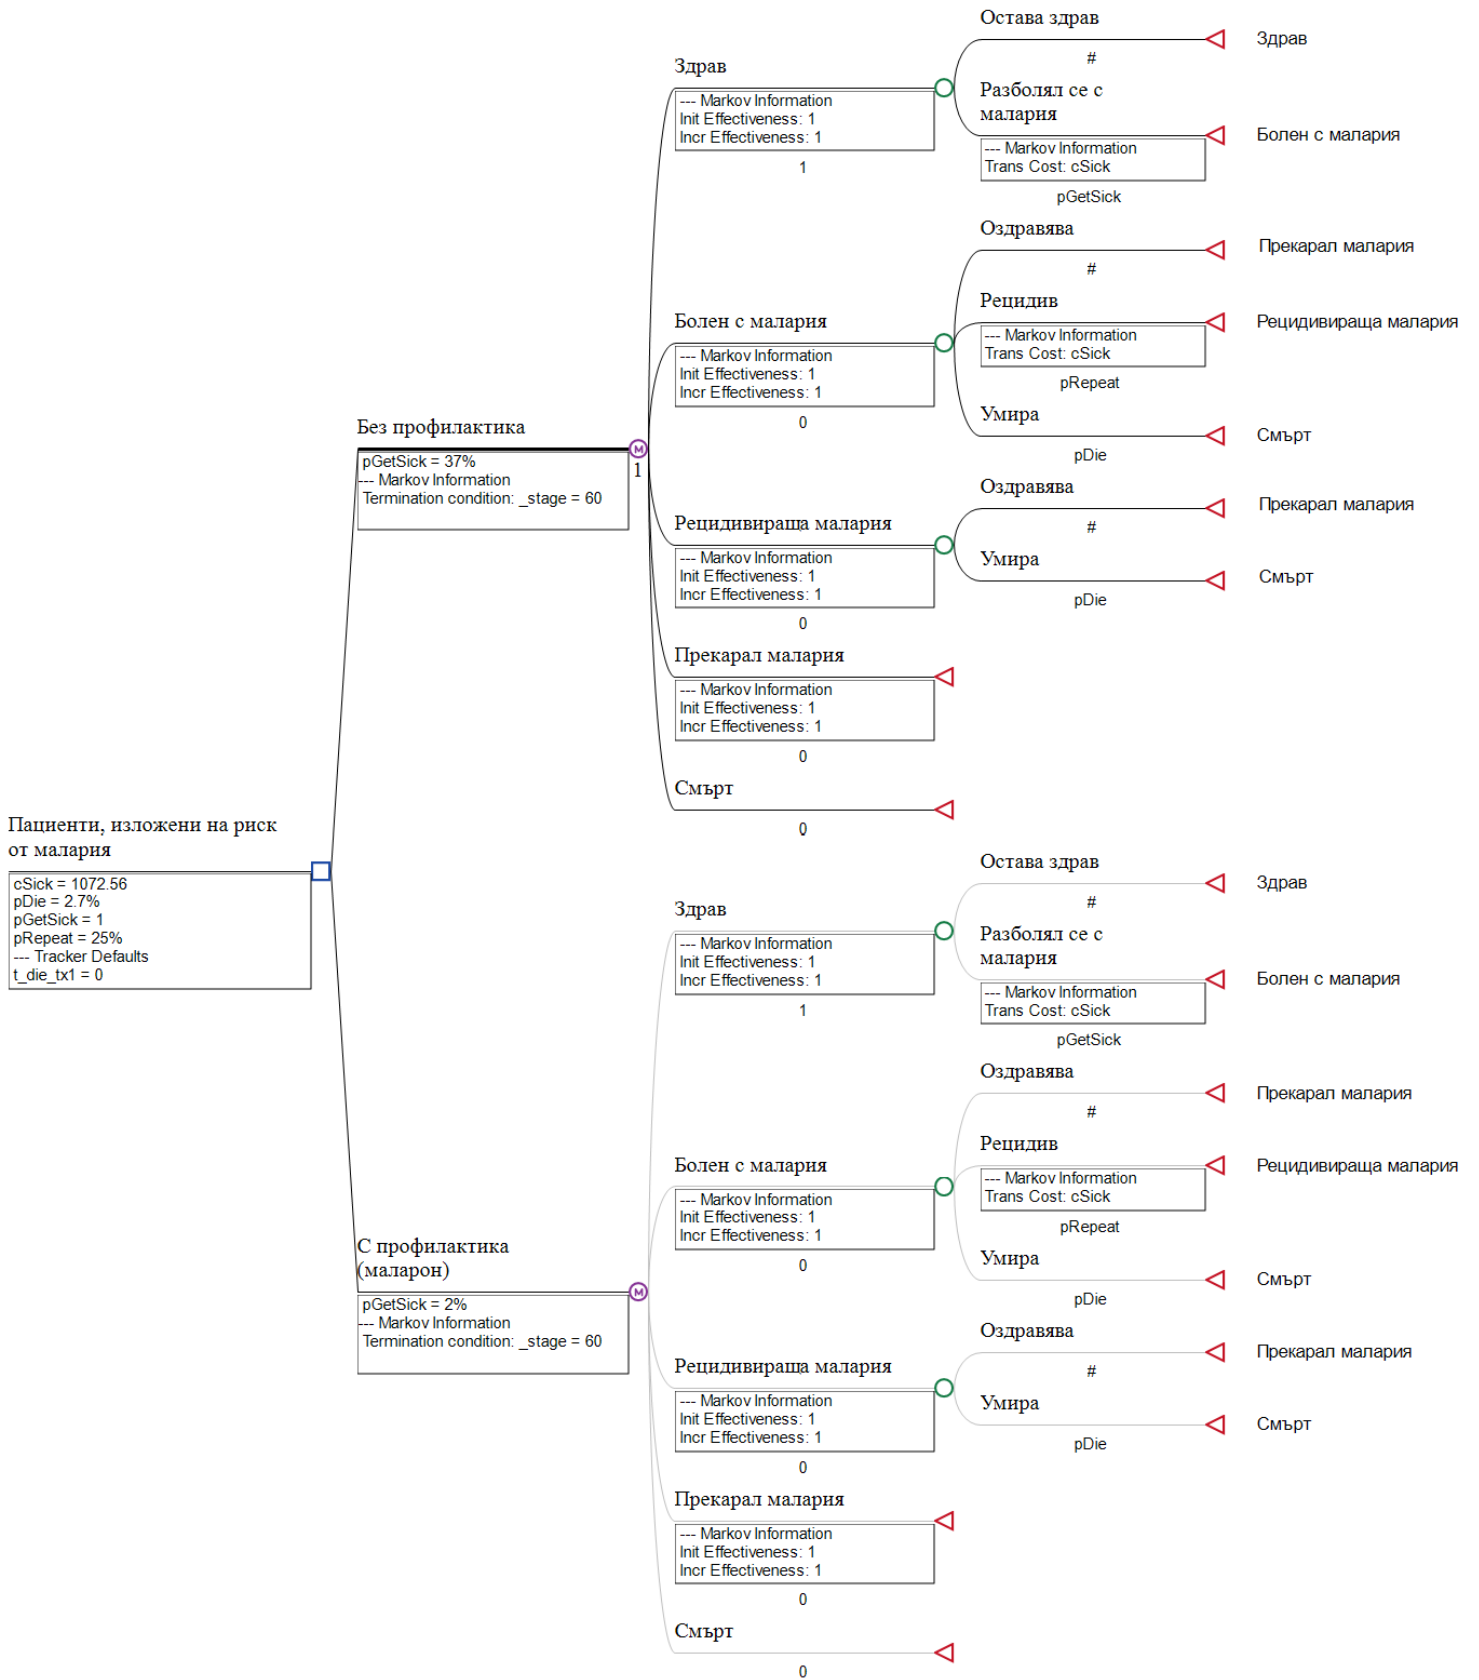 Пациенти, изложени на риск
от малария
cSick = 1072.56
pDie = 2.7%
pGetSick = 1
pRepeat = 25%
--- Tracker Defaults
t_die_tx1 = 0
Без профилактика
pGetSick = 37%
--- Markov Information
Termination condition: _stage = 60
1
Здрав
--- Markov Information
Init Effectiveness: 1
Incr Effectiveness: 1
1
Остава здрав
#
Здрав
Разболял се с
малария
--- Markov Information
Trans Cost: cSick
pGetSick
Болен с малария
Болен с малария
--- Markov Information
Init Effectiveness: 1
Incr Effectiveness: 1
0
Оздравява
#
Прекарал малария
Рецидив
--- Markov Information
Trans Cost: cSick
pRepeat
Рецидивираща малария
Умира
pDie
Смърт
Рецидивираща малария
--- Markov Information
Init Effectiveness: 1
Incr Effectiveness: 1
0
Оздравява
#
Прекарал малария
Умира
pDie
Смърт
Прекарал малария
--- Markov Information
Init Effectiveness: 1
Incr Effectiveness: 1
0
Смърт
0
С профилактика
(маларон)
pGetSick = 2%
--- Markov Information
Termination condition: _stage = 60
Здрав
--- Markov Information
Init Effectiveness: 1
Incr Effectiveness: 1
1
Остава здрав
#
Здрав
Разболял се с
малария
--- Markov Information
Trans Cost: cSick
pGetSick
Болен с малария
Болен с малария
--- Markov Information
Init Effectiveness: 1
Incr Effectiveness: 1
0
Оздравява
#
Прекарал малария
Рецидив
--- Markov Information
Trans Cost: cSick
pRepeat
Рецидивираща малария
Умира
pDie
Смърт
Рецидивираща малария
--- Markov Information
Init Effectiveness: 1
Incr Effectiveness: 1
0
Оздравява
#
Прекарал малария
Умира
pDie
Смърт
Прекарал малария
--- Markov Information
Init Effectiveness: 1
Incr Effectiveness: 1
0
Смърт
0